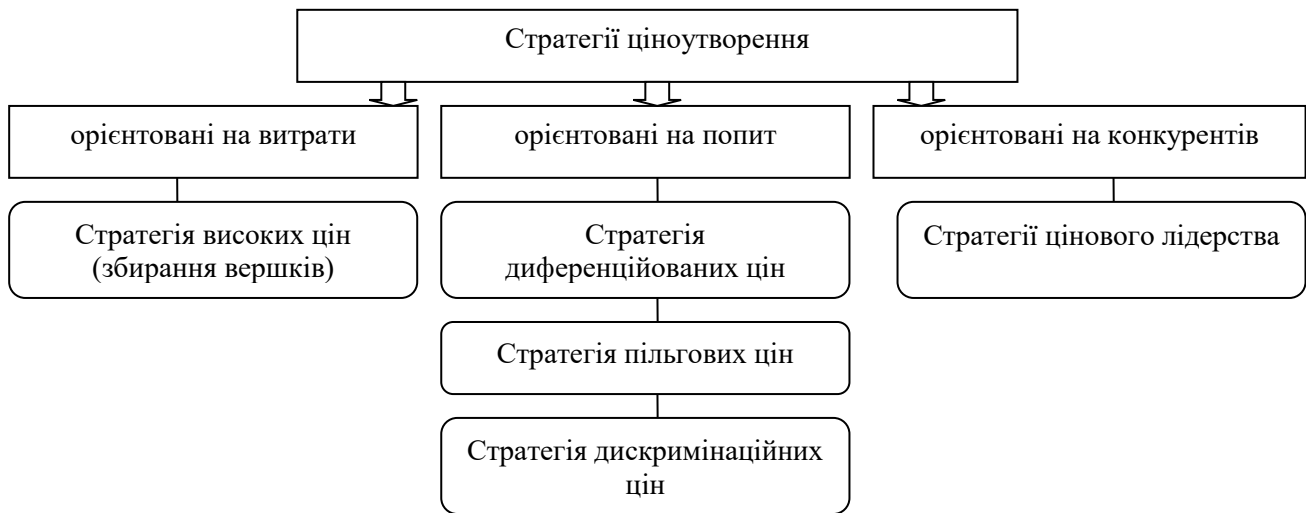 Стратегії ціноутворення
орієнтовані на витрати
орієнтовані на попит
орієнтовані на конкурентів
Стратегія високих цін
(збирання вершків)
Стратегія
диференційованих цін
Стратегії цінового лідерства
Стратегія пільгових цін
Стратегія дискримінаційних
цін